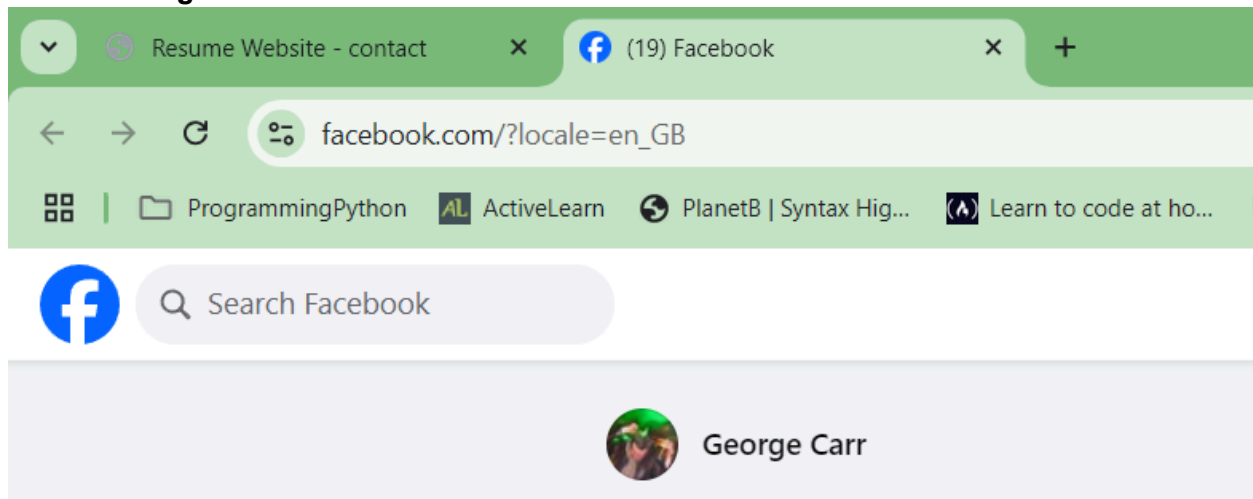 Resume Website - contact (19) Facebook
facebook.com/?locale=en_GB
ProgrammingPython AL ActiveLearn PlanetB | Syntax Hig... Learn to code at ho...
Search Facebook
George Carr